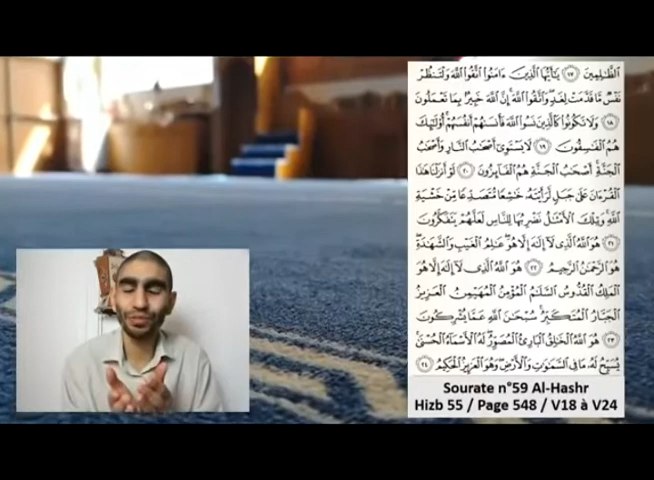 ٱلظَّـٰلِمِينَ ١٧ يَـٰٓأَيُّهَا ٱلَّذِينَ ءَامَنُوا۟ ٱتَّقُوا۟ ٱللَّهَ وَلْتَنظُرْ
نَفْسٌ مَّا قَدَّمَتْ لِغَدٍ وَٱتَّقُوا۟ ٱللَّهَ إِنَّ ٱللَّهَ خَبِيرٌۢ بِمَا تَعْمَلُونَ
١٨ وَلَا تَكُونُوا۟ كَٱلَّذِينَ نَسُوا۟ ٱللَّهَ فَأَنسَىٰهُمْ أَنفُسَهُمْ أُو۟لَـٰٓئِكَ
هُمُ ٱلْفَـٰسِقُونَ ١٩ لَا يَسْتَوِىٓ أَصْحَـٰبُ ٱلنَّارِ وَأَصْحَـٰبُ
ٱلْجَنَّةِ أَصْحَـٰبُ ٱلْجَنَّةِ هُمُ ٱلْفَآئِزُونَ ٢٠ لَوْ أَنزَلْنَا هَـٰذَا
ٱلْقُرْءَانَ عَلَىٰ جَبَلٍ لَّرَأَيْتَهُۥ خَـٰشِعًا مُّتَصَدِّعًا مِّنْ خَشْيَةِ
ٱللَّهِ وَتِلْكَ ٱلْأَمْثَـٰلُ نَضْرِبُهَا لِلنَّاسِ لَعَلَّهُمْ يَتَفَكَّرُونَ
٢١ هُوَ ٱللَّهُ ٱلَّذِى لَآ إِلَـٰهَ إِلَّا هُوَ عَـٰلِمُ ٱلْغَيْبِ وَٱلشَّهَـٰدَةِ
هُوَ ٱلرَّحْمَـٰنُ ٱلرَّحِيمُ ٢٢ هُوَ ٱللَّهُ ٱلَّذِى لَآ إِلَـٰهَ إِلَّا هُوَ
ٱلْمَلِكُ ٱلْقُدُّوسُ ٱلسَّلَـٰمُ ٱلْمُؤْمِنُ ٱلْمُهَيْمِنُ ٱلْعَزِيزُ
ٱلْجَبَّارُ ٱلْمُتَكَبِّرُ سُبْحَـٰنَ ٱللَّهِ عَمَّا يُشْرِكُونَ
٢٣ هُوَ ٱللَّهُ ٱلْخَـٰلِقُ ٱلْبَارِئُ ٱلْمُصَوِّرُ لَهُ ٱلْأَسْمَآءُ ٱلْحُسْنَىٰ
يُسَبِّحُ لَهُۥ مَا فِى ٱلسَّمَـٰوَٰتِ وَٱلْأَرْضِ وَهُوَ ٱلْعَزِيزُ ٱلْحَكِيمُ ٢٤
Sourate n°59 Al-Hashr
Hizb 55 / Page 548 / V18 à V24